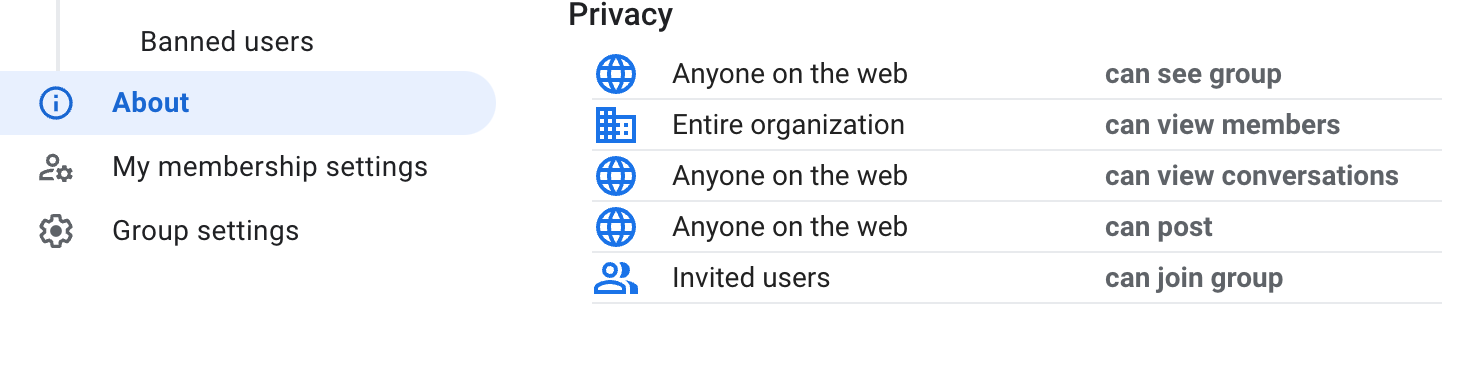 Banned users
About
My membership settings
Group settings
Privacy
Anyone on the web can see group
Entire organization can view members
Anyone on the web can view conversations
Anyone on the web can post
Invited users can join group